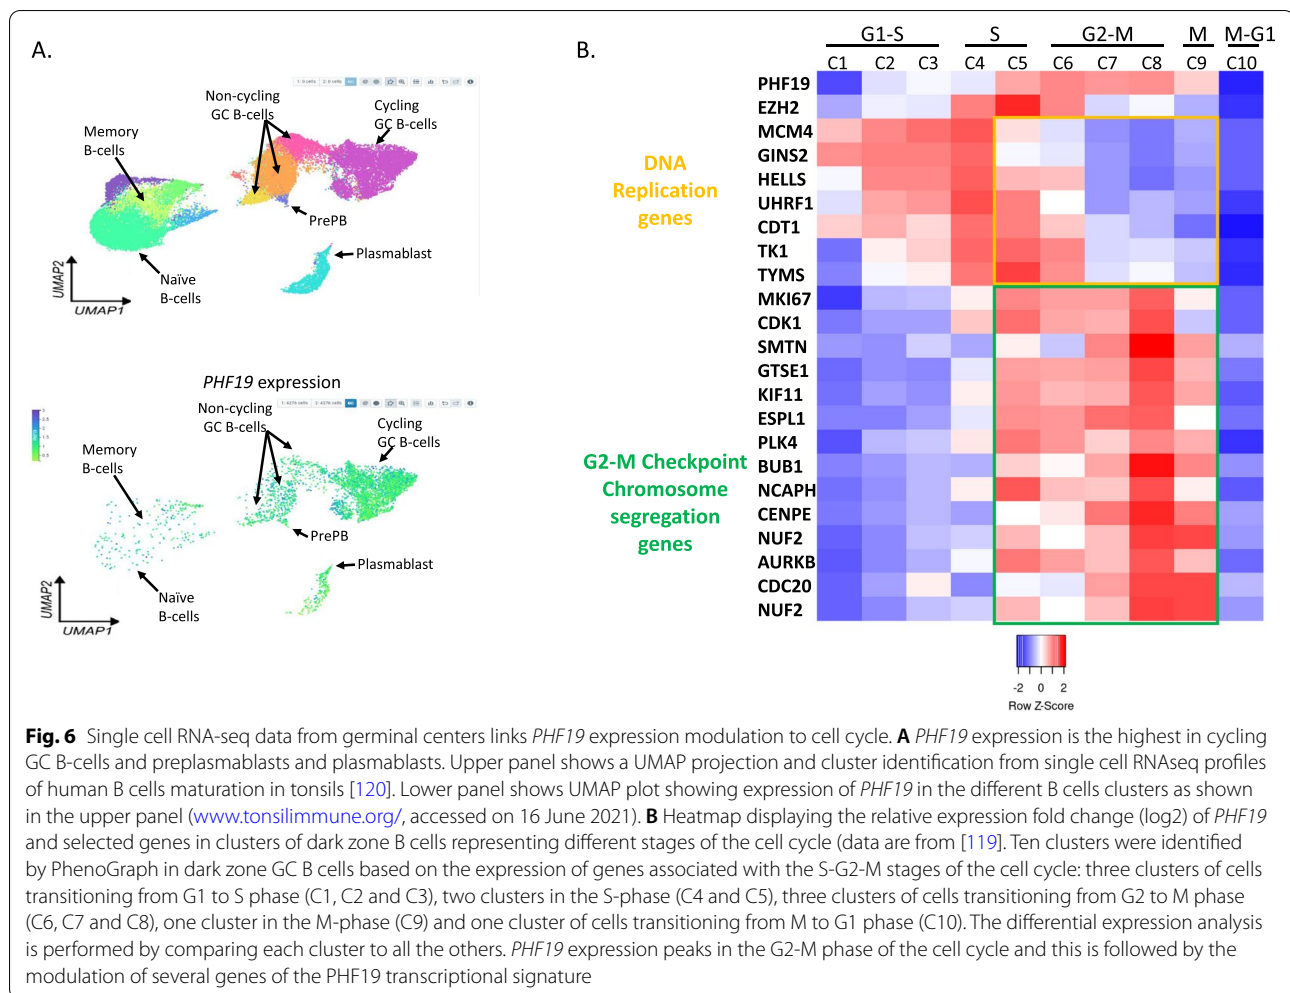 A.
1: 0 cells 2: 0 cells
Non-cycling
GC B-cells
Cycling
GC B-cells
Memory
B-cells
PrePB
Plasmablast
Naïve
B-cells
UMAP2
UMAP1
PHF19 expression
1: 4276 cells 2: 4276 cells
Non-cycling
GC B-cells
Cycling
GC B-cells
Memory
B-cells
PrePB
Plasmablast
Naïve
B-cells
UMAP2
UMAP1
B.
G1-S S G2-M M M-G1
C1 C2 C3 C4 C5 C6 C7 C8 C9 C10
PHF19
EZH2
MCM4
GINS2
HELLS
UHRF1
CDT1
TK1
TYMS
MKI67
CDK1
SMTN
GTSE1
KIF11
ESPL1
PLK4
BUB1
NCAPH
CENPE
NUF2
AURKB
CDC20
NUF2
DNA
Replication
genes
G2-M Checkpoint
Chromosome
segregation
genes
-2 0 2
Row Z-Score
Fig. 6 Single cell RNA-seq data from germinal centers links PHF19 expression modulation to cell cycle. A PHF19 expression is the highest in cycling
GC B-cells and preplasmablasts and plasmablasts. Upper panel shows a UMAP projection and cluster identification from single cell RNAseq profiles
of human B cells maturation in tonsils [120]. Lower panel shows UMAP plot showing expression of PHF19 in the different B cells clusters as shown
in the upper panel (www.tonsilimmune.org/, accessed on 16 June 2021). B Heatmap displaying the relative expression fold change (log2) of PHF19
and selected genes in clusters of dark zone B cells representing different stages of the cell cycle (data are from [119]. Ten clusters were identified
by PhenoGraph in dark zone GC B cells based on the expression of genes associated with the S-G2-M stages of the cell cycle: three clusters of cells
transitioning from G1 to S phase (C1, C2 and C3), two clusters in the S-phase (C4 and C5), three clusters of cells transitioning from G2 to M phase
(C6, C7 and C8), one cluster in the M-phase (C9) and one cluster of cells transitioning from M to G1 phase (C10). The differential expression analysis
is performed by comparing each cluster to all the others. PHF19 expression peaks in the G2-M phase of the cell cycle and this is followed by the
modulation of several genes of the PHF19 transcriptional signature